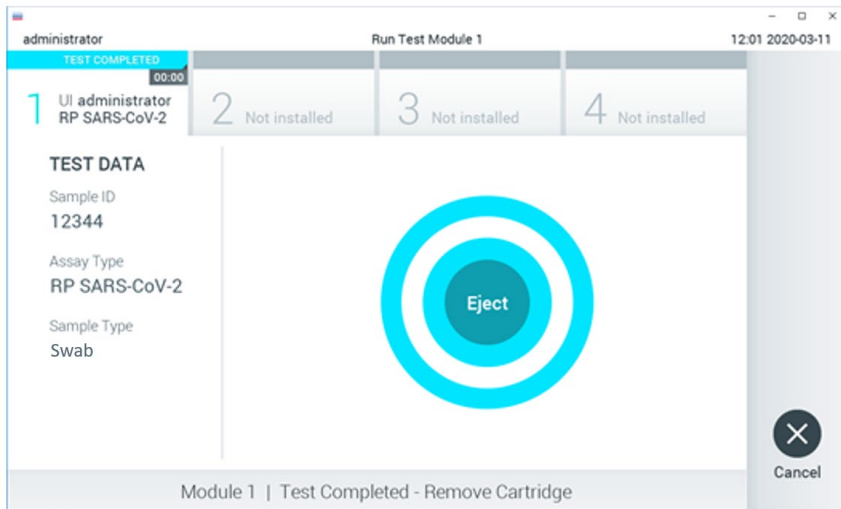 administrator Run Test Module 1 12:01 2020-03-11
TEST COMPLETED
00:00
1 UI administrator
RP SARS-CoV-2
2 Not installed
3 Not installed
4 Not installed
TEST DATA
Sample ID
12344
Assay Type
RP SARS-CoV-2
Sample Type
Swab
Eject
Cancel
Module 1 | Test Completed - Remove Cartridge